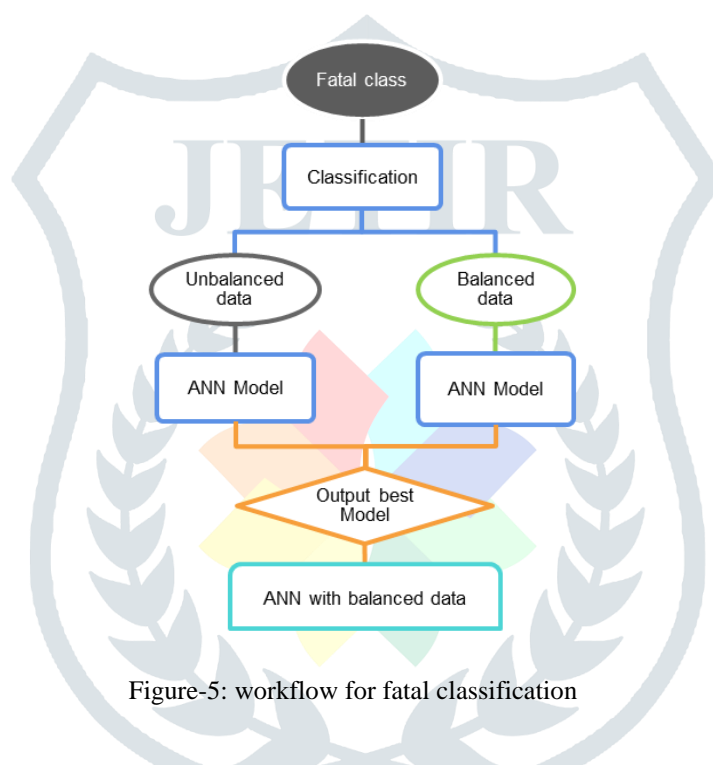 Fatal class
JETIR
Classification
Unbalanced
data
Balanced
data
ANN Model
ANN Model
Output best
Model
ANN with balanced data
Figure-5: workflow for fatal classification